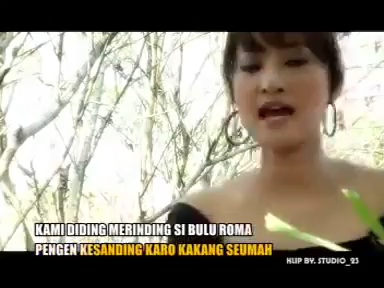 KAMI DIDING MERINDING SI BULU ROMA
PENGEN KESANDING KARO KAKANG SEUMAH
KLIP BY. STUDIO_25